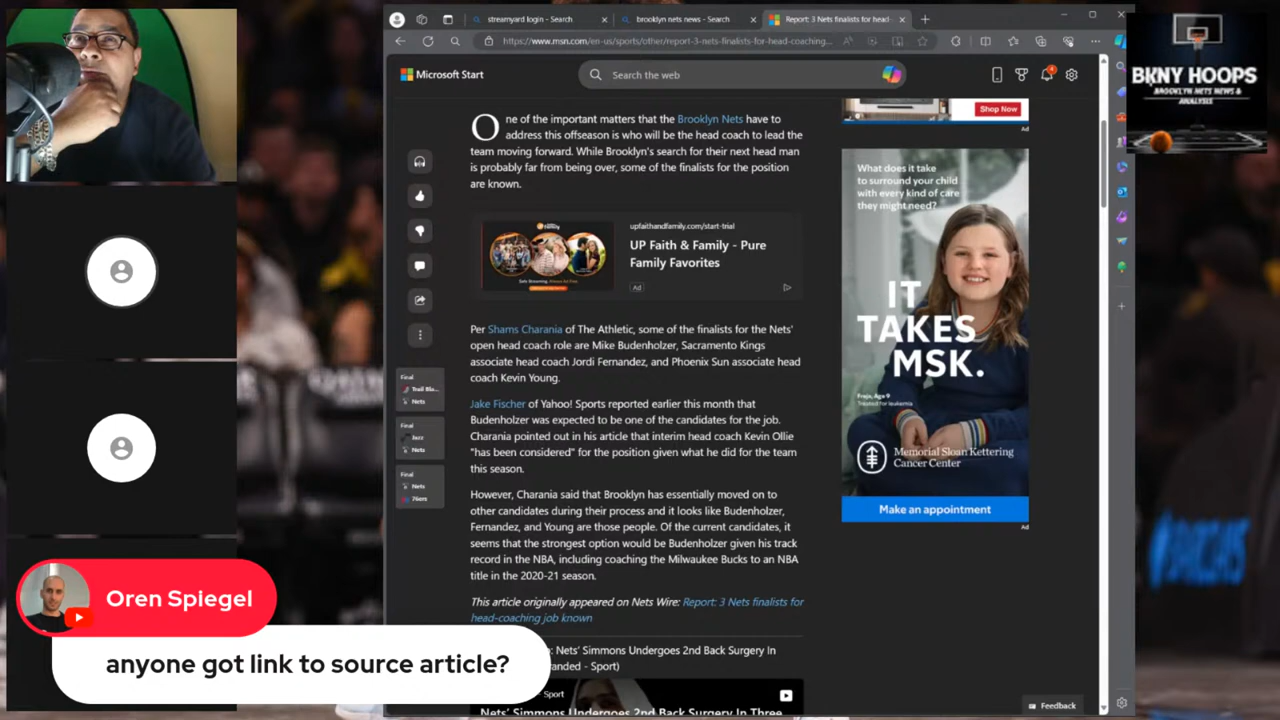 streamyard login - Search
brooklyn nets news - Search
Report: 3 Nets finalists for head-
https://www.msn.com/en-us/sports/other/report-3-nets-finalists-for-head-coaching...
Microsoft Start
Search the web
4
BKNY HOOPS
BROOKLYN NETS NEWS &
ANALYSIS
One of the important matters that the Brooklyn Nets have to
address this offseason is who will be the head coach to lead the
team moving forward. While Brooklyn's search for their next head man
is probably far from being over, some of the finalists for the position
are known.
upfaithandfamily.com/start-trial
UP Faith & Family - Pure
Family Favorites
Ad
Per Shams Charania of The Athletic, some of the finalists for the Nets'
open head coach role are Mike Budenholzer, Sacramento Kings
associate head coach Jordi Fernandez, and Phoenix Sun associate head
coach Kevin Young.
Jake Fischer of Yahoo! Sports reported earlier this month that
Budenholzer was expected to be one of the candidates for the job.
Charania pointed out in his article that interim head coach Kevin Ollie
"has been considered" for the position given what he did for the team
this season.
However, Charania said that Brooklyn has essentially moved on to
other candidates during their process and it looks like Budenholzer,
Fernandez, and Young are those people. Of the current candidates, it
seems that the strongest option would be Budenholzer given his track
record in the NBA, including coaching the Milwaukee Bucks to an NBA
title in the 2020-21 season.
This article originally appeared on Nets Wire: Report: 3 Nets finalists for
head-coaching job known
: Nets' Simmons Undergoes 2nd Back Surgery In
anded - Sport)
- Sport
Nets' Simmons Undergoes 2nd Back Surgery In Three
Final
Trail Bla...
Nets
Final
Jazz
Nets
Final
Nets
76ers
Shop Now
Ad
What does it take
to surround your child
with every kind of care
they might need?
IT
TAKES
MSK.
Freja, Age 9
Treated for leukemia
Memorial Sloan Kettering
Cancer Center
Make an appointment
Ad
Feedback
Oren Spiegel
anyone got link to source article?